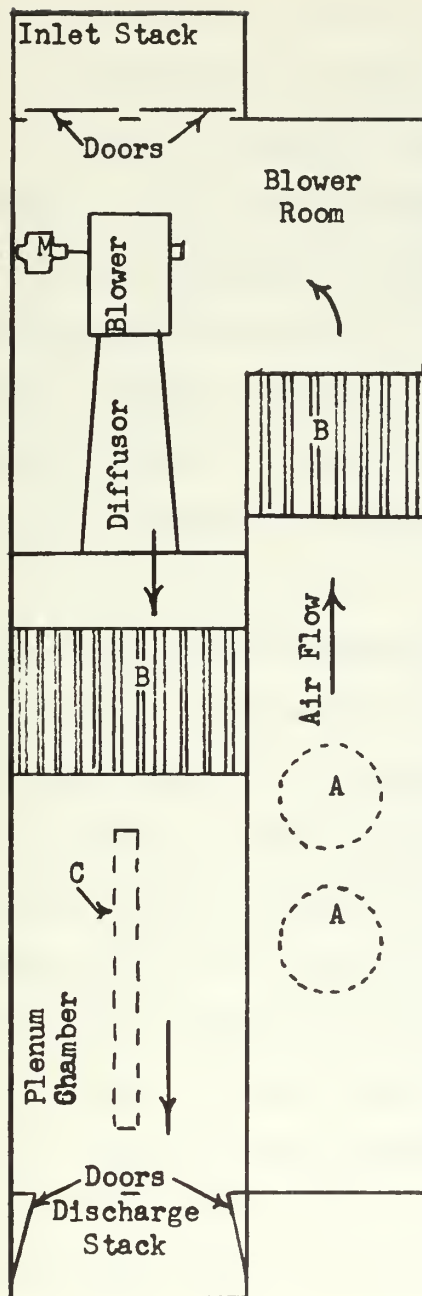 Inlet Stack
Doors
Blower
Room
M
Blower
B
Diffusor
B
Air Flow
A
C
A
Plenum
Chamber
Doors
Discharge
Stack